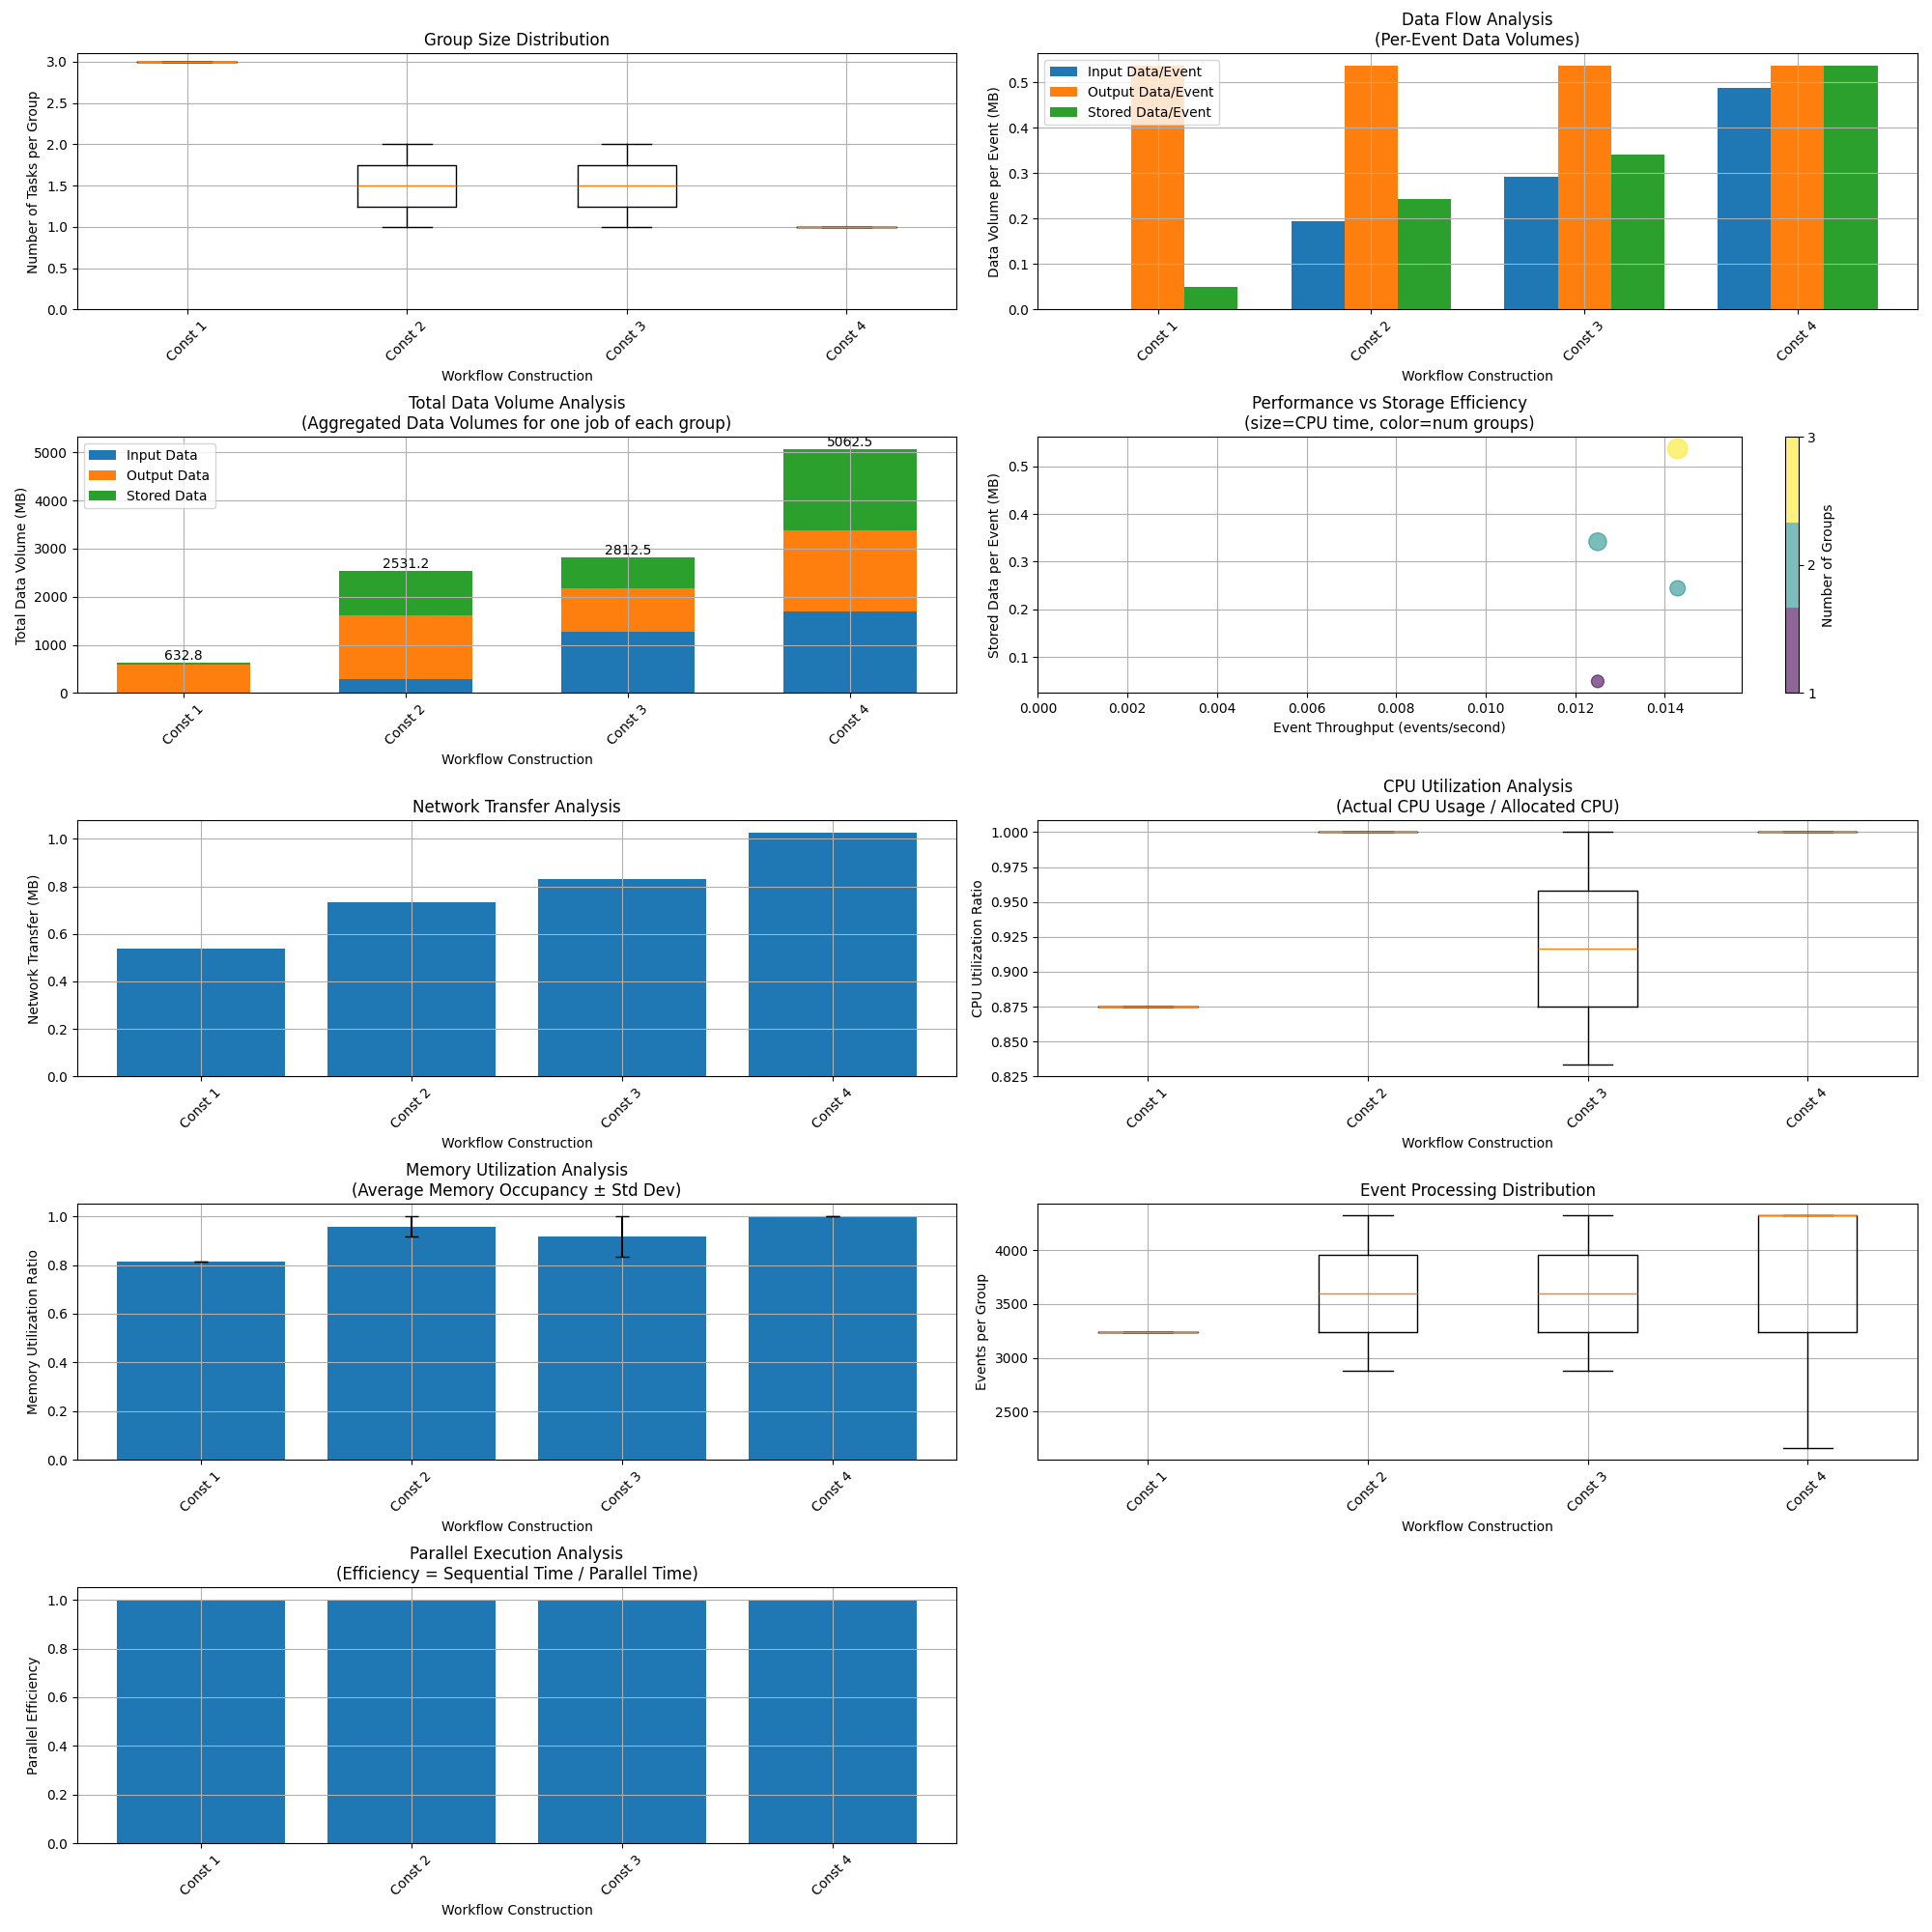 Group Size Distribution
Number of Tasks per Group
3.0
2.5
2.0
1.5
1.0
0.5
0.0
Const 1
Const 2
Const 3
Const 4
Workflow Construction
Data Flow Analysis
(Per-Event Data Volumes)
Data Volume per Event (MB)
0.5
0.4
0.3
0.2
0.1
0.0
Input Data/Event
Output Data/Event
Stored Data/Event
Const 1
Const 2
Const 3
Const 4
Workflow Construction
Total Data Volume Analysis
(Aggregated Data Volumes for one job of each group)
Total Data Volume (MB)
5000
4000
3000
2000
1000
0
Input Data
Output Data
Stored Data
632.8
2531.2
2812.5
5062.5
Const 1
Const 2
Const 3
Const 4
Workflow Construction
Performance vs Storage Efficiency
(size=CPU time, color=num groups)
Stored Data per Event (MB)
0.5
0.4
0.3
0.2
0.1
0.000
0.002
0.004
0.006
0.008
0.010
0.012
0.014
Event Throughput (events/second)
3
2
1
Number of Groups
Network Transfer Analysis
Network Transfer (MB)
1.0
0.8
0.6
0.4
0.2
0.0
Const 1
Const 2
Const 3
Const 4
Workflow Construction
CPU Utilization Analysis
(Actual CPU Usage / Allocated CPU)
CPU Utilization Ratio
1.000
0.975
0.950
0.925
0.900
0.875
0.850
0.825
Const 1
Const 2
Const 3
Const 4
Workflow Construction
Memory Utilization Analysis
(Average Memory Occupancy ± Std Dev)
Memory Utilization Ratio
1.0
0.8
0.6
0.4
0.2
0.0
Const 1
Const 2
Const 3
Const 4
Workflow Construction
Event Processing Distribution
Events per Group
4000
3500
3000
2500
Const 1
Const 2
Const 3
Const 4
Workflow Construction
Parallel Execution Analysis
(Efficiency = Sequential Time / Parallel Time)
Parallel Efficiency
1.0
0.8
0.6
0.4
0.2
0.0
Const 1
Const 2
Const 3
Const 4
Workflow Construction